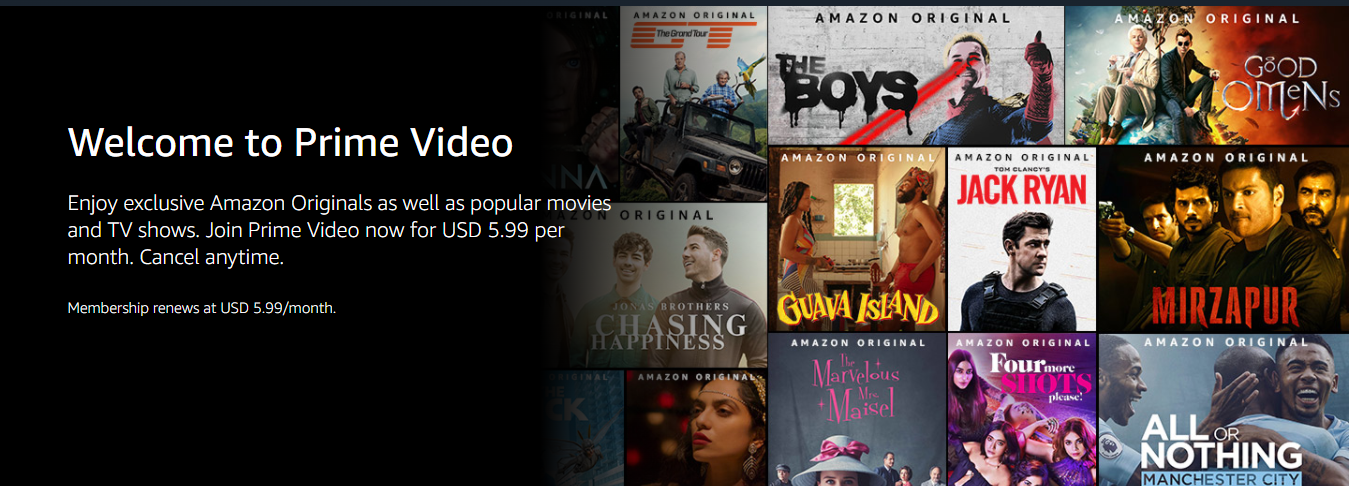 Welcome to Prime Video
Enjoy exclusive Amazon Originals as well as popular movies
and TV shows. Join Prime Video now for USD 5.99 per
month. Cancel anytime.
Membership renews at USD 5.99/month.
AMAZON ORIGINAL
GT
The Grand Tour
AMAZON ORIGINAL
THE
BOYS
AMAZON ORIGINAL
GOOD
OMENS
ORIGINAL
NNA
AMAZON ORIGINAL
JONAS BROTHERS
CHASING
HAPPINESS
AMAZON ORIGINAL
GUAVA ISLAND
AMAZON ORIGINAL
TOM CLANCY'S
JACK RYAN
AMAZON ORIGINAL
MIRZAPUR
ORIGINAL
CK
AMAZON ORIGINAL
AMAZON ORIGINAL
The
Marvelous
Mrs.
Maisel
AMAZON ORIGINAL
Four more
SHOTS
please!
AMAZON ORIGINAL
ALL OR
NOTHING
MANCHESTER CITY